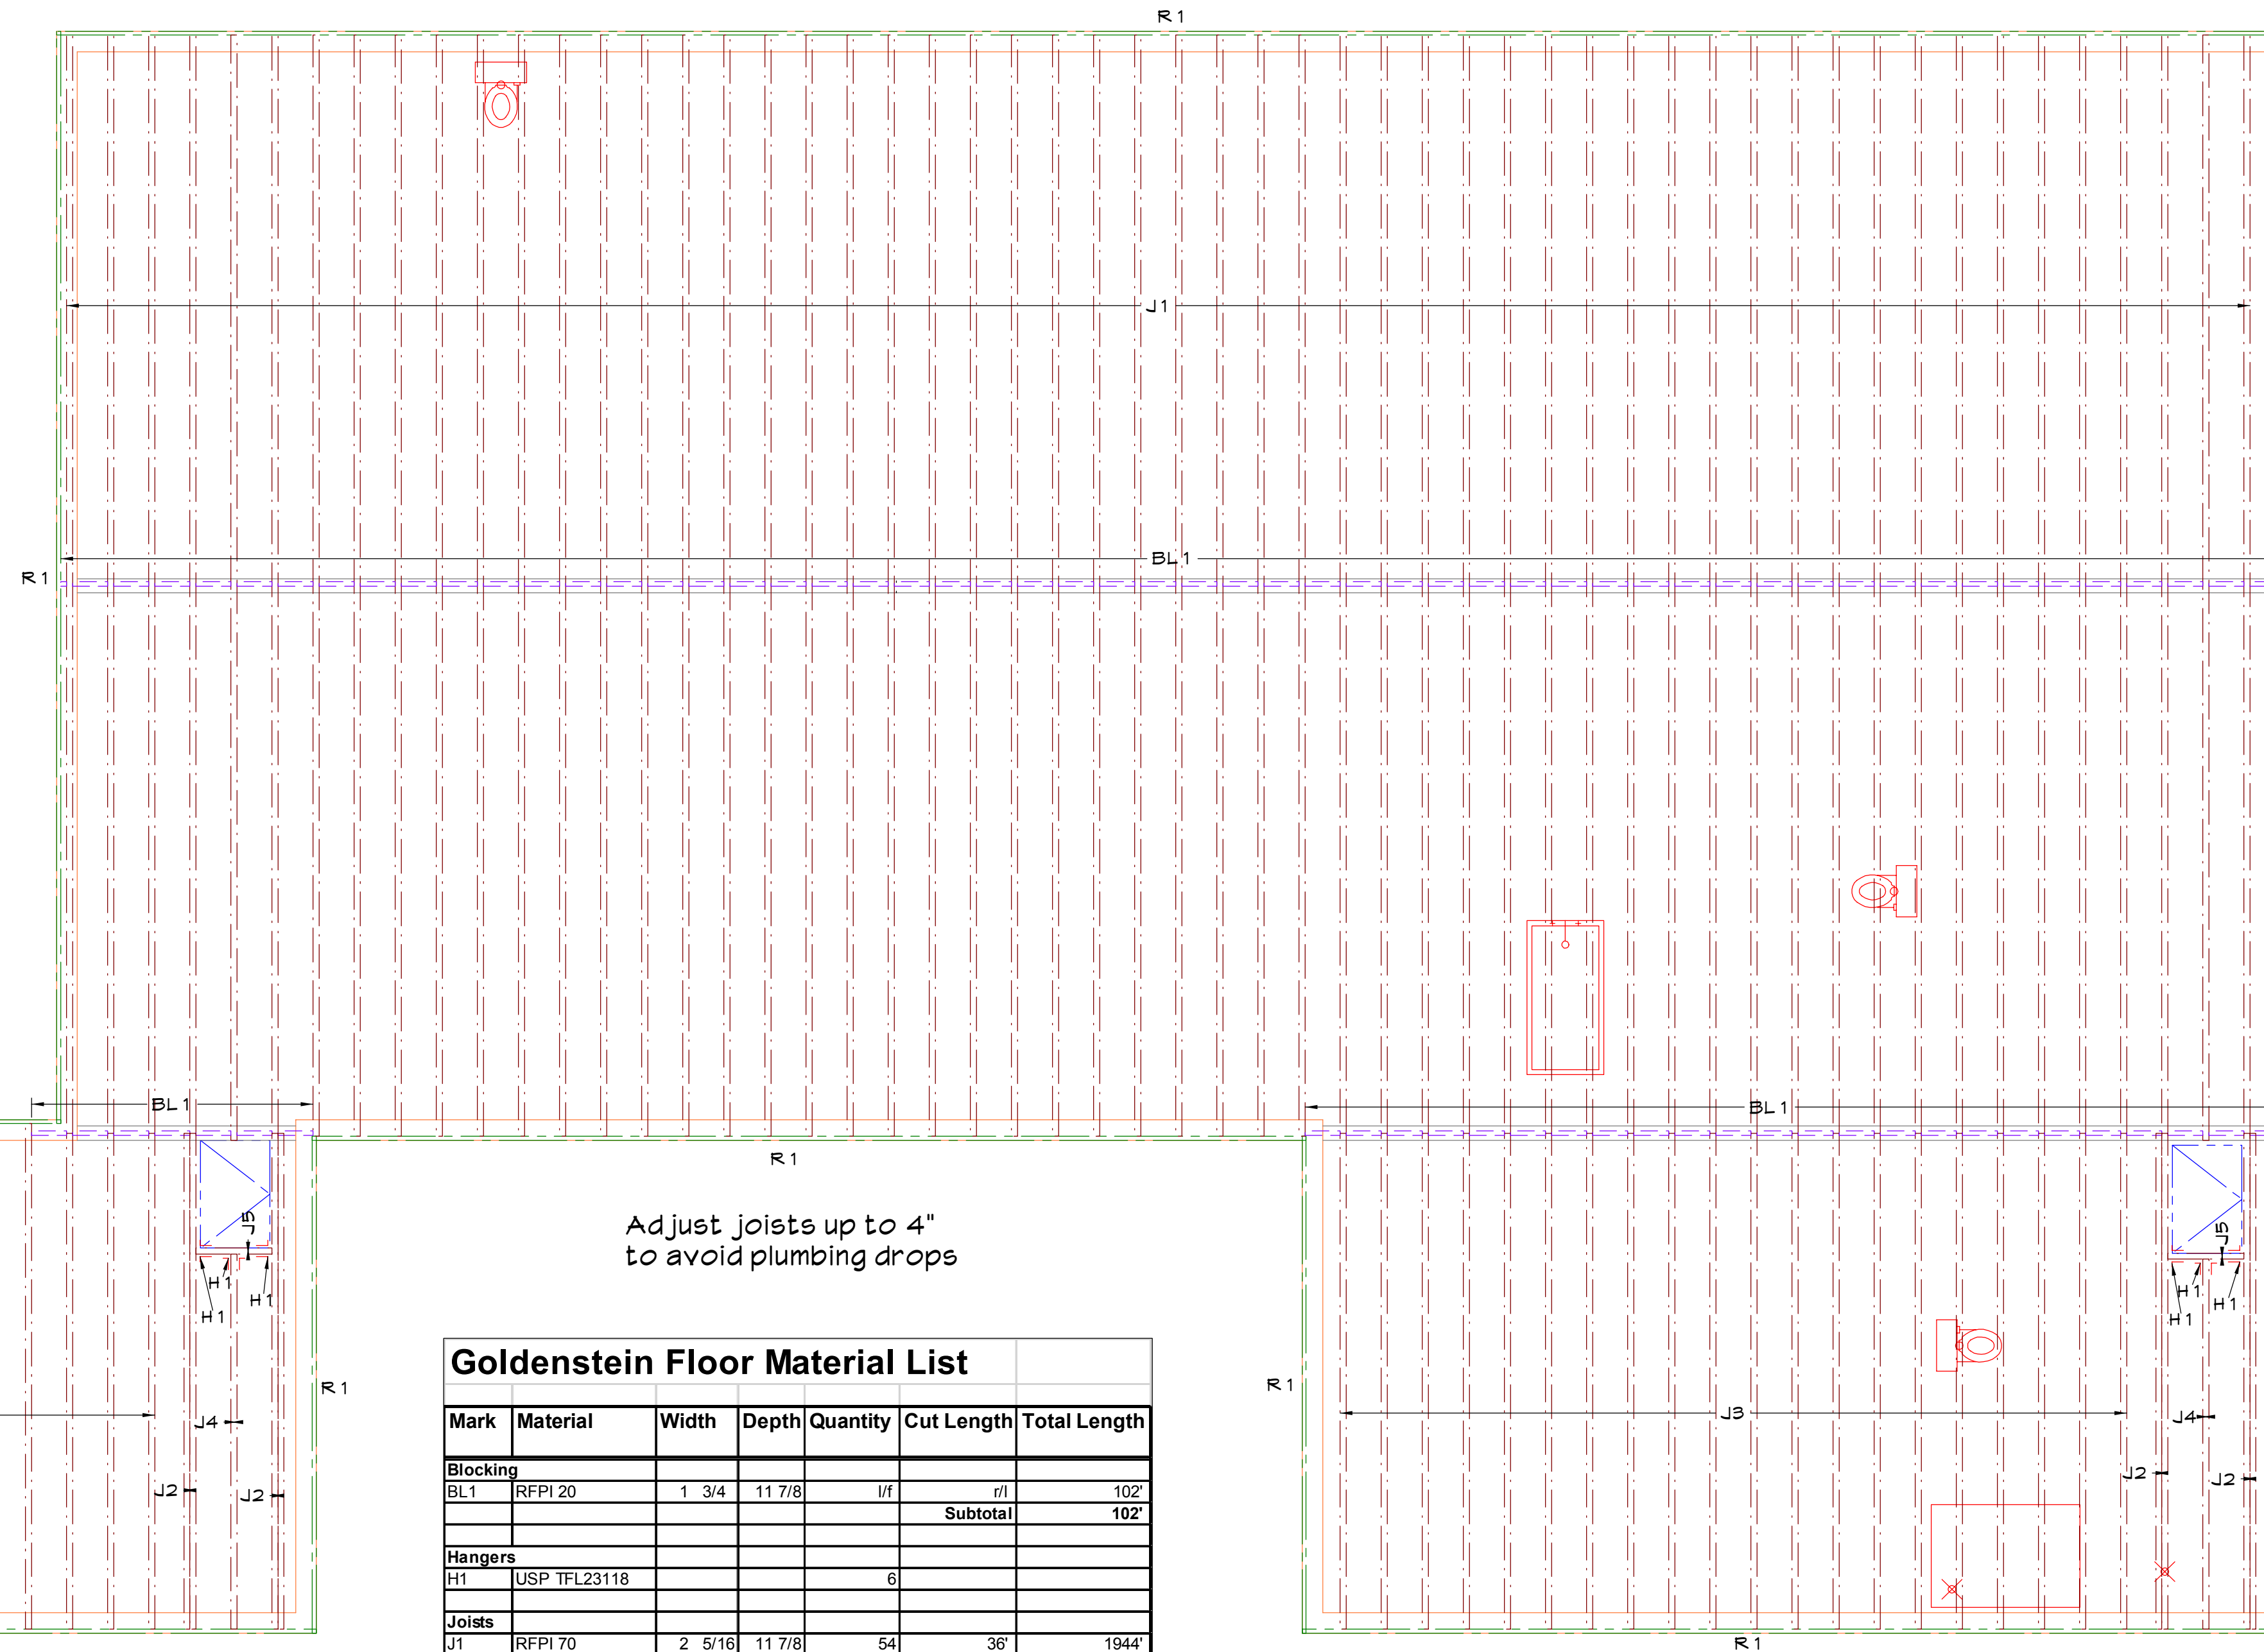 R1
J1
BL1
R1
BL1
BL1
R1
Adjust joists up to 4"
to avoid plumbing drops
J5
H1
H1
H1
J5
H1
H1
H1
R1
R1
J4
J2
J2
J3
J4
J2
J2
Goldenstein Floor Material List
Mark Material Width Depth Quantity Cut Length Total Length
Blocking
BL1 RFPI 20 1 3/4 11 7/8 l/f r/l 102'
Subtotal 102'
Hangers
H1 USP TFL23118 6
Joists
J1 RFPI 70 2 5/16 11 7/8 54 36' 1944'
R1